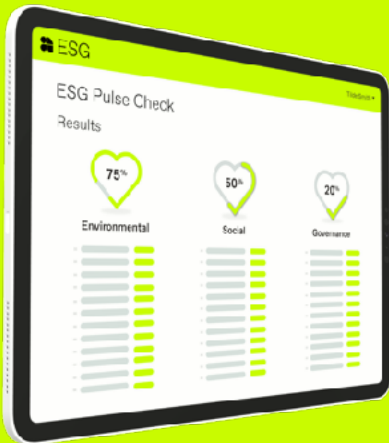 ESG
ESG Pulse Check
Results
75%
50%
20%
Environmental
Social
Governance